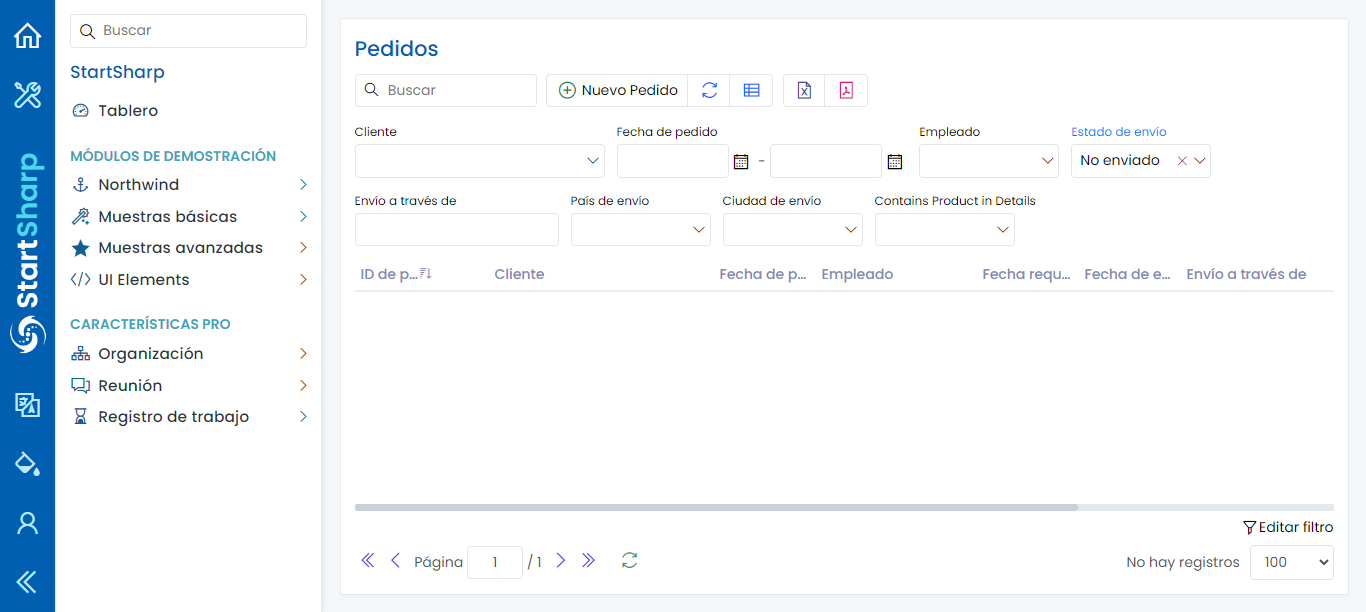 StartSharp
Buscar
StartSharp
Tablero
MÓDULOS DE DEMOSTRACIÓN
Northwind
Muestras básicas
Muestras avanzadas
UI Elements
CARACTERÍSTICAS PRO
Organización
Reunión
Registro de trabajo
Pedidos
Buscar
Nuevo Pedido
Cliente
Fecha de pedido
Empleado
Estado de envío
–
No enviado
Envío a través de
País de envío
Ciudad de envío
Contains Product in Details
ID de p...
Cliente
Fecha de p...
Empleado
Fecha requ...
Fecha de e...
Envío a través de
Editar filtro
Página 1 / 1
No hay registros 100